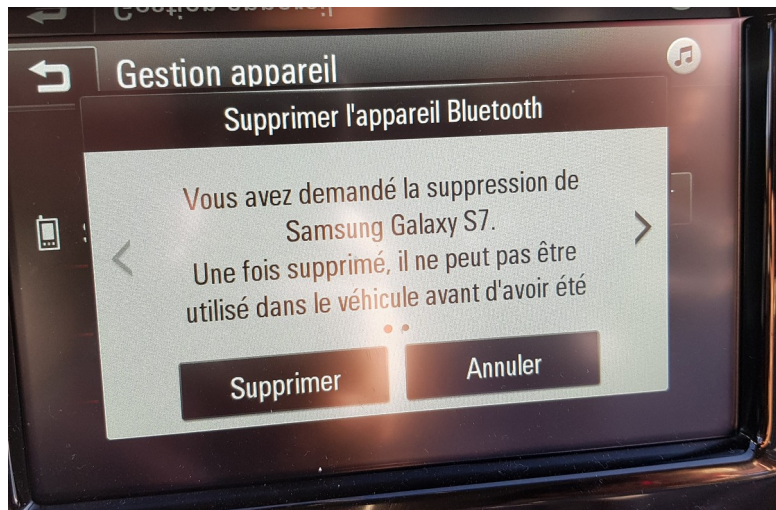 Gestion appareil
Supprimer l'appareil Bluetooth
Vous avez demandé la suppression de
Samsung Galaxy S7.
Une fois supprimé, il ne peut pas être
utilisé dans le véhicule avant d'avoir été
Supprimer
Annuler